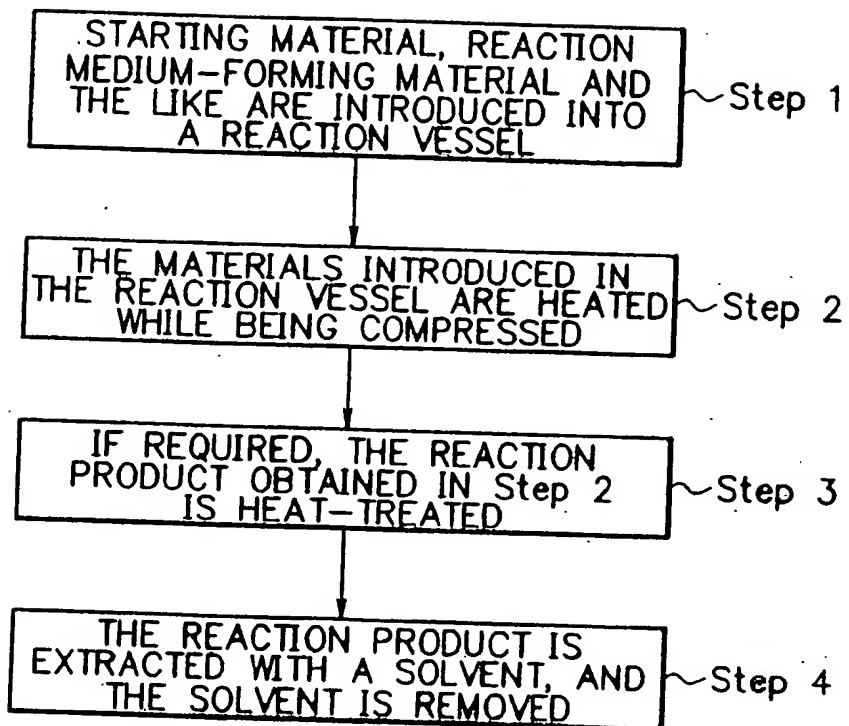 STARTING MATERIAL, REACTION
MEDIUM-FORMING MATERIAL AND
THE LIKE ARE INTRODUCED INTO
A REACTION VESSEL
Step 1
THE MATERIALS INTRODUCED IN
THE REACTION VESSEL ARE HEATED
WHILE BEING COMPRESSED
Step 2
IF REQUIRED, THE REACTION
PRODUCT OBTAINED IN Step 2
IS HEAT-TREATED
Step 3
THE REACTION PRODUCT IS
EXTRACTED WITH A SOLVENT, AND
THE SOLVENT IS REMOVED
Step 4